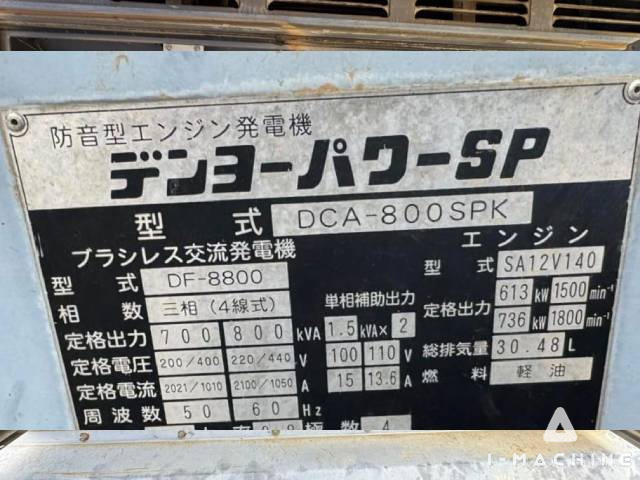 防音型エンジン発電機
デンヨーパワーSP
型式 DCA-800SPK
ブラシレス交流発電機
型式 DF-8800
相数 三相(4線式)
定格出力 700 800 kVA
定格電圧 200/400 220/440 V
定格電流 2021/1010 2100/1050 A
周波数 50 60 Hz
極数 4
単相補助出力
1.5 kVA× 2
100 110 V
15 13.6 A
エンジン
型式 SA12V140
定格出力 613 kW 1500 min⁻¹
736 kW 1800 min⁻¹
総排気量 30.48 L
燃料 軽油
J-MACHINE